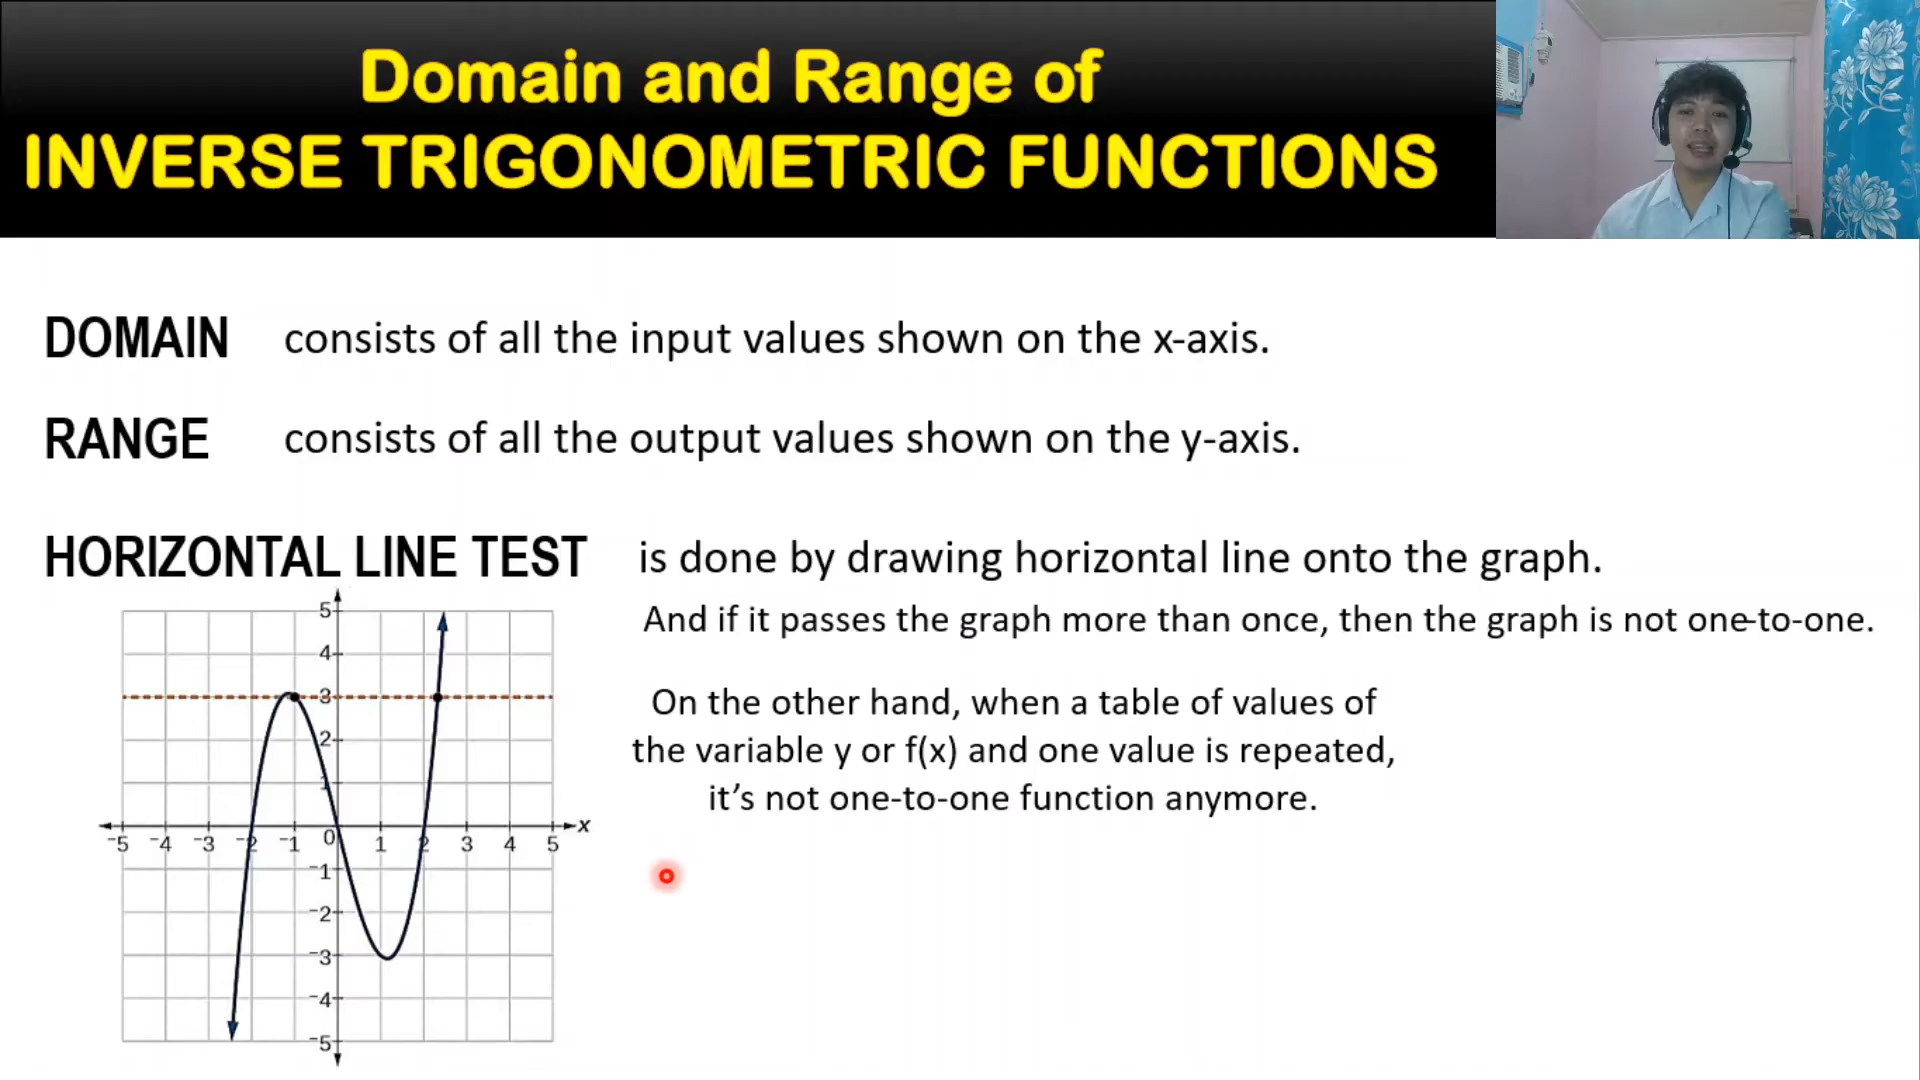 Domain and Range of
INVERSE TRIGONOMETRIC FUNCTIONS
DOMAIN consists of all the input values shown on the x-axis.
RANGE consists of all the output values shown on the y-axis.
HORIZONTAL LINE TEST is done by drawing horizontal line onto the graph.
And if it passes the graph more than once, then the graph is not one-to-one.
On the other hand, when a table of values of
the variable y or f(x) and one value is repeated,
it's not one-to-one function anymore.
5
4
3
2
1
x
-5 -4 -3 -2 -1 0 1 2 3 4 5
-1
-2
-3
-4
-5